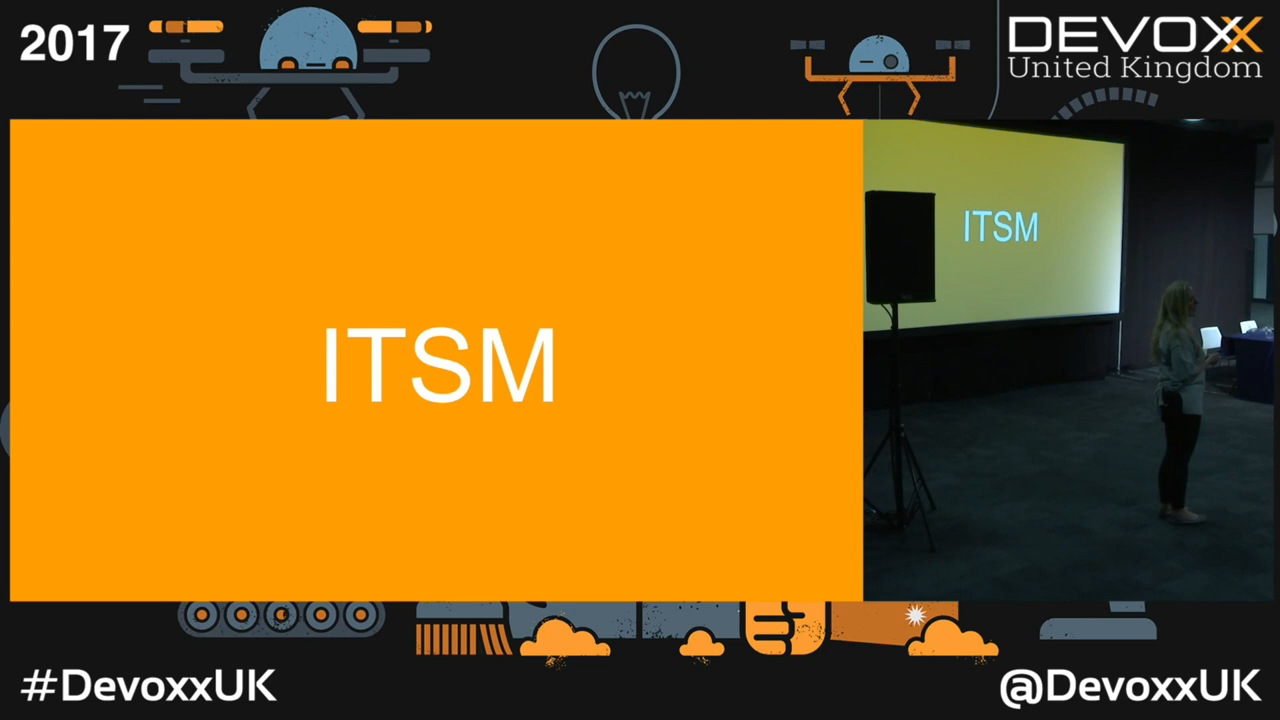 2017
DEVOXX
United Kingdom
ITSM
ITSM
#DevoxxUK
@DevoxxUK